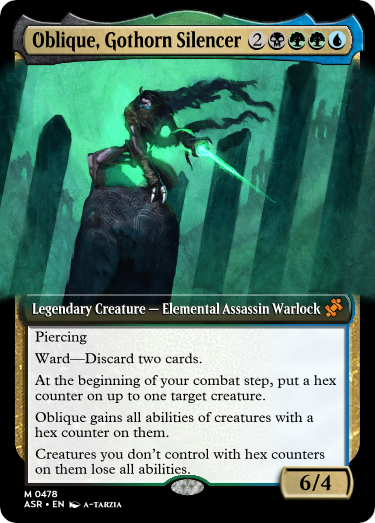 Oblique, Gothorn Silencer 2
Legendary Creature — Elemental Assassin Warlock
Piercing
Ward—Discard two cards.
At the beginning of your combat step, put a hex
counter on up to one target creature.
Oblique gains all abilities of creatures with a
hex counter on them.
Creatures you don't control with hex counters
on them lose all abilities.
6/4
M 0478
ASR • EN A-TARZIA